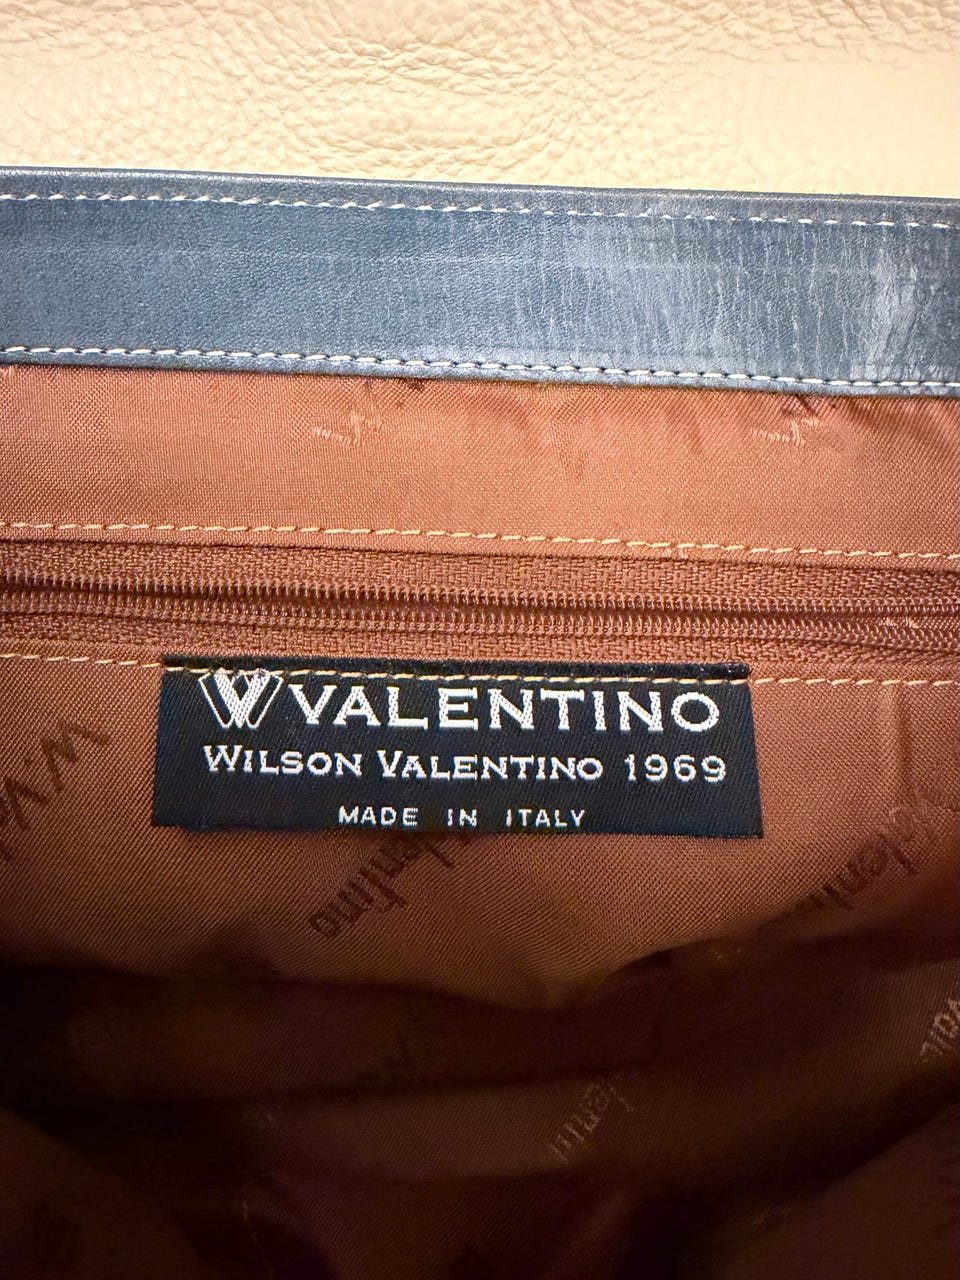 W VALENTINO
WILSON VALENTINO 1969
MADE IN ITALY